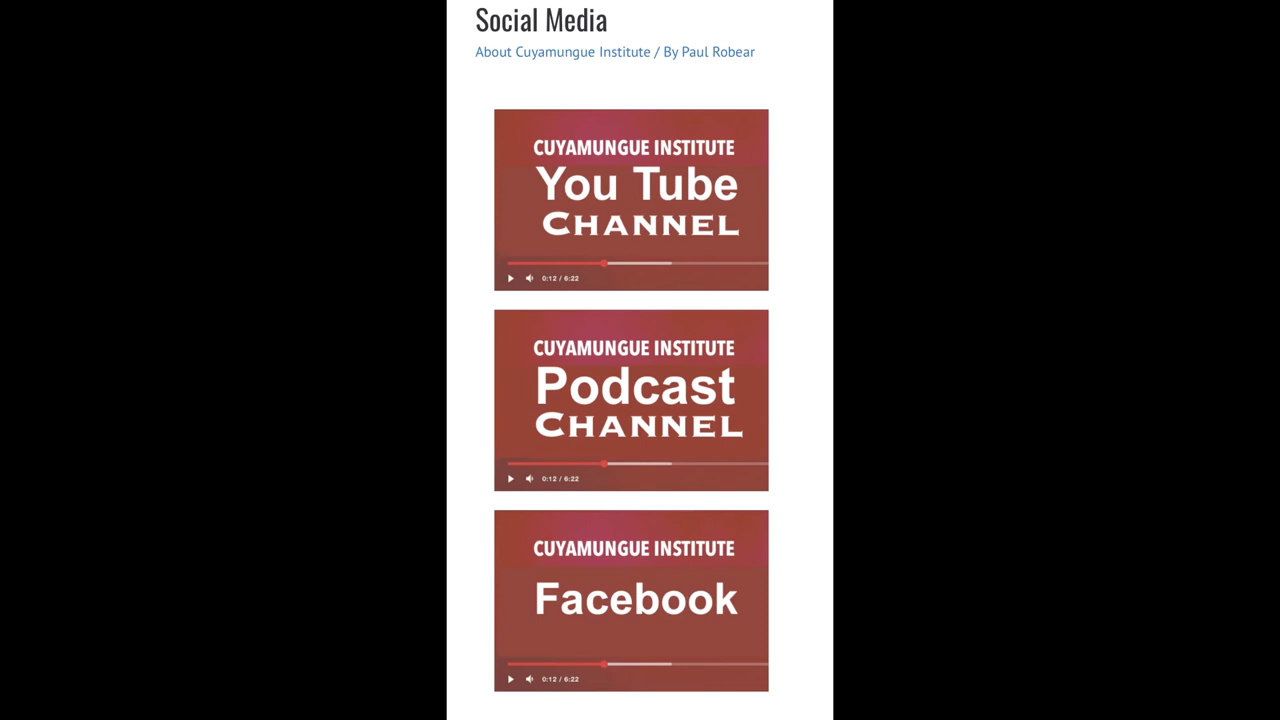 Social Media
About Cuyamungue Institute / By Paul Robear
CUYAMUNGUE INSTITUTE
You Tube
CHANNEL
0:12 / 6:22
CUYAMUNGUE INSTITUTE
Podcast
CHANNEL
0:12 / 6:22
CUYAMUNGUE INSTITUTE
Facebook
0:12 / 6:22